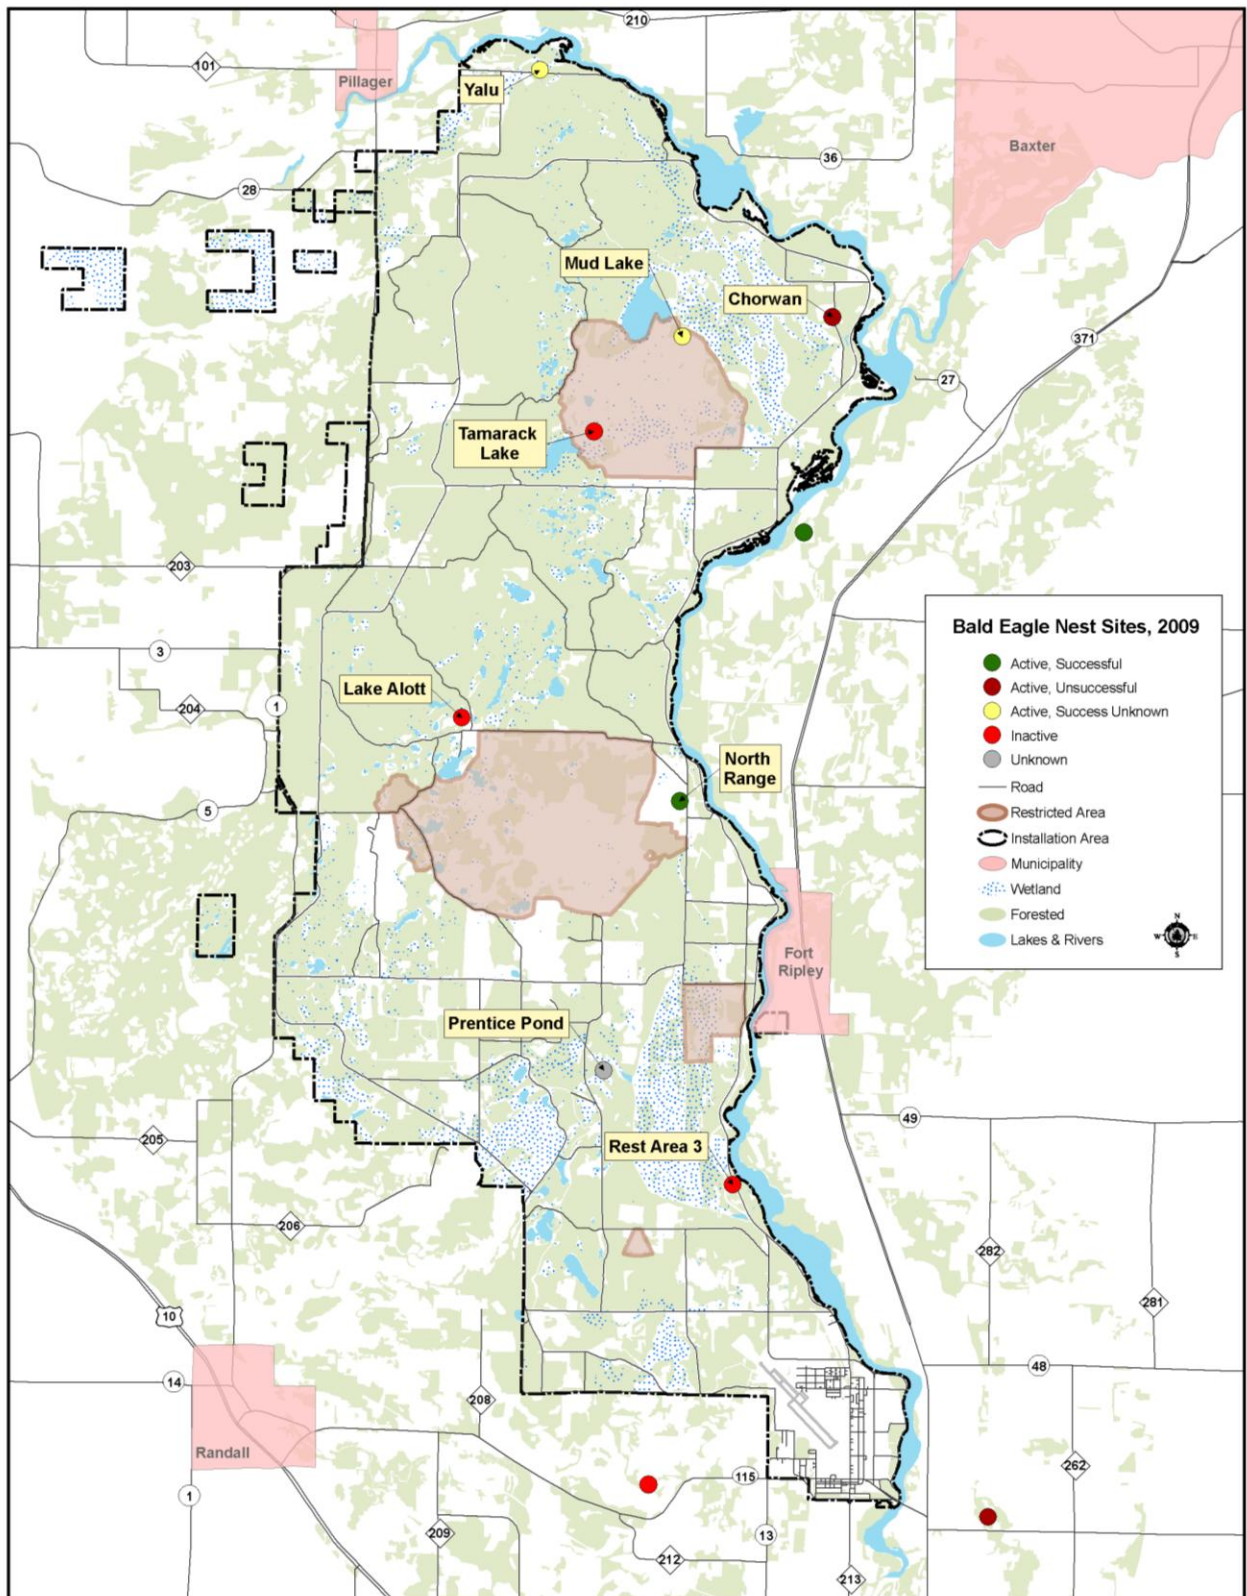 210
101
Pillager
Yalu
Baxter
36
28
Mud Lake
Chorwan
371
27
Tamarack
Lake
203
Bald Eagle Nest Sites, 2009
Active, Successful
Active, Unsuccessful
Active, Success Unknown
Inactive
Unknown
Road
Restricted Area
Installation Area
Municipality
Wetland
Forested
Lakes & Rivers
N
W
E
S
3
204
1
Lake Alott
North
Range
5
Fort
Ripley
Prentice Pond
49
205
Rest Area 3
206
282
281
10
48
14
208
Randall
115
262
1
209
13
212
213